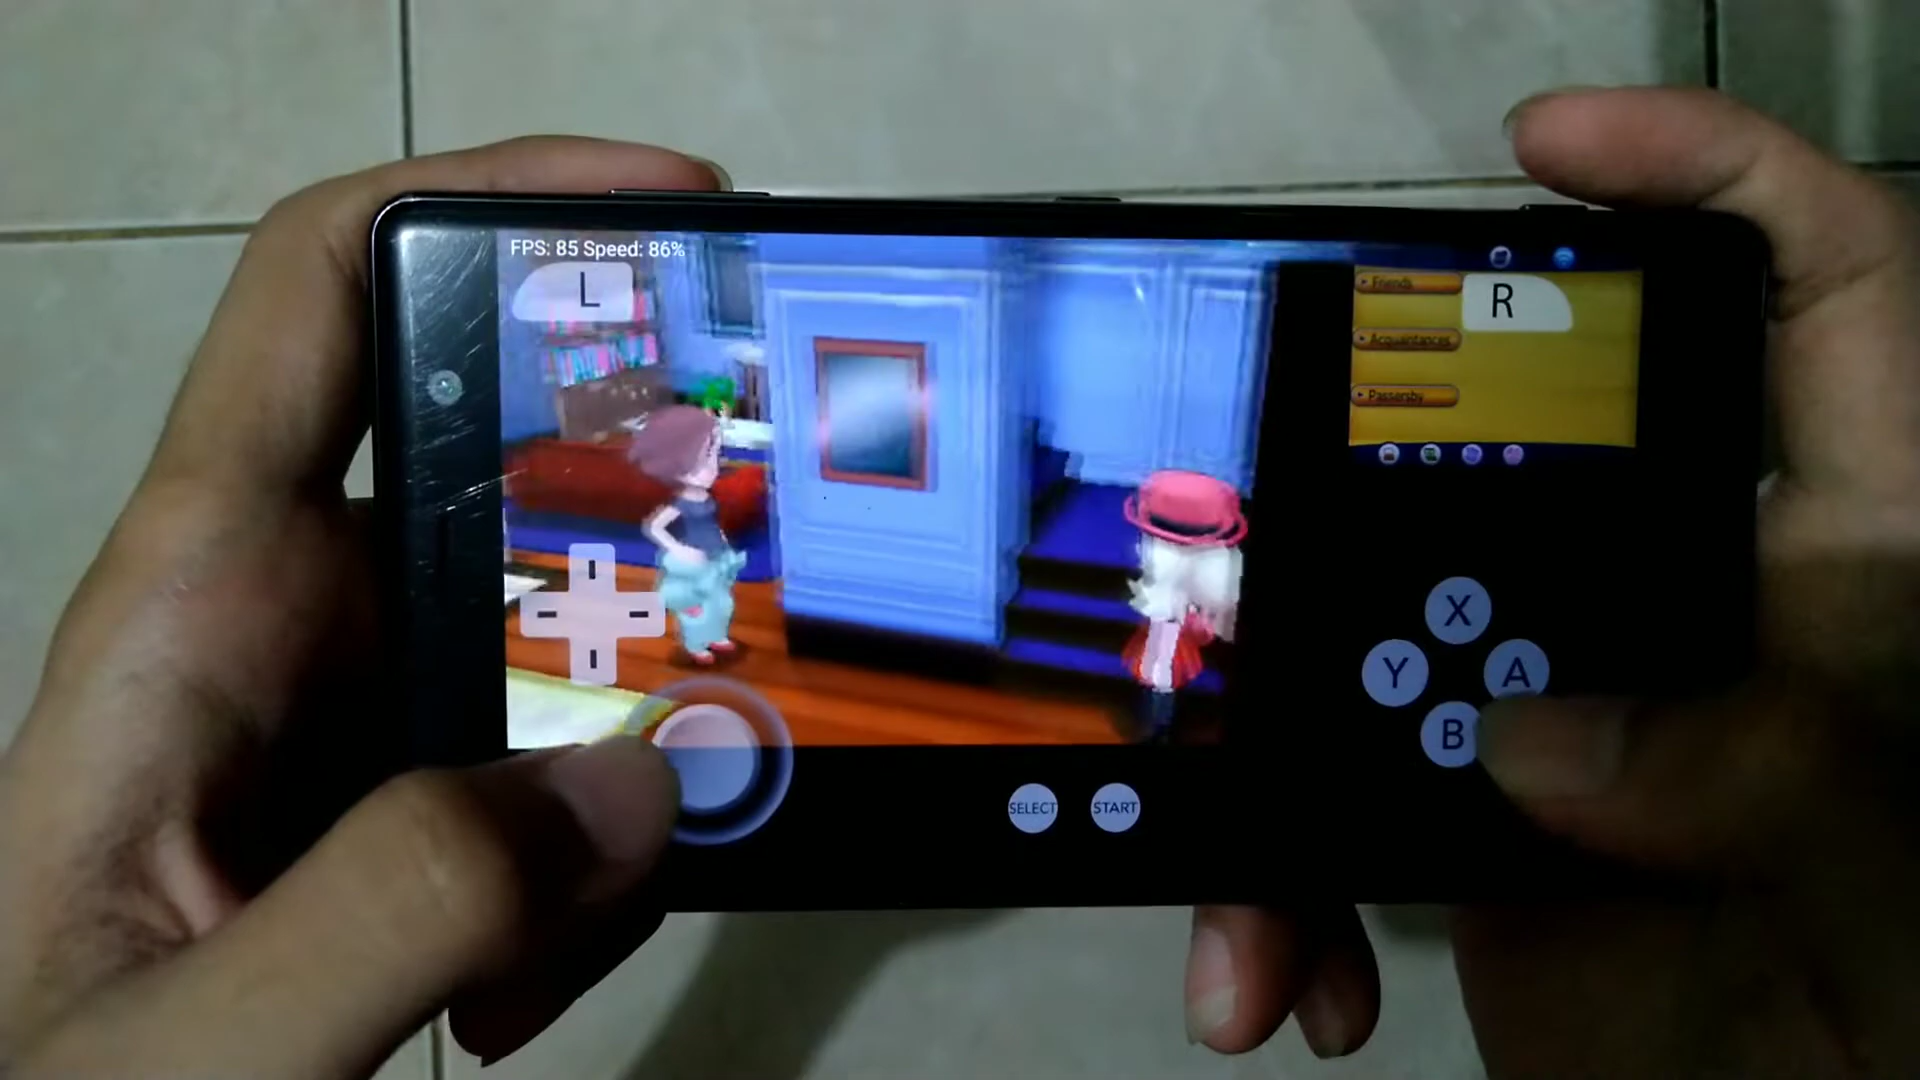 FPS: 85 Speed: 86%
L
R
Friends
Acquaintances
Passersby
X
Y
A
B
SELECT
START